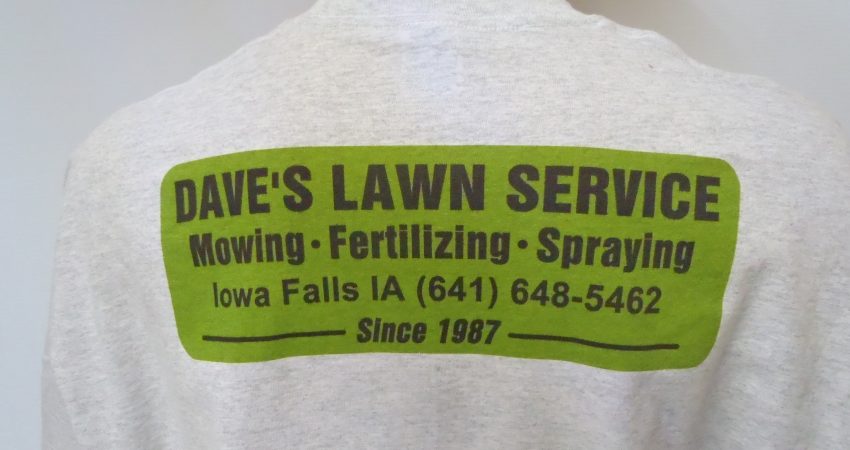 DAVE'S LAWN SERVICE
Mowing · Fertilizing · Spraying
Iowa Falls IA (641) 648-5462
Since 1987